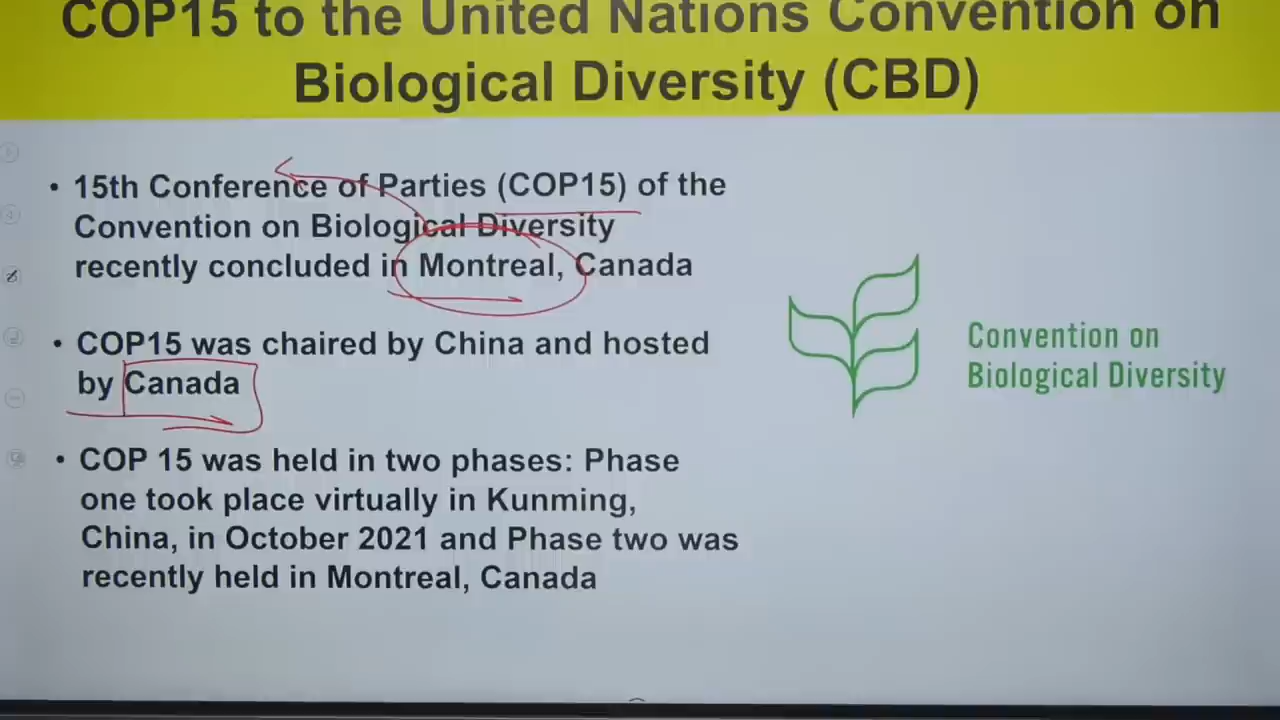 COP15 to the United Nations Convention on
Biological Diversity (CBD)
• 15th Conference of Parties (COP15) of the
Convention on Biological Diversity
recently concluded in Montreal, Canada
• COP15 was chaired by China and hosted
by Canada
• COP 15 was held in two phases: Phase
one took place virtually in Kunming,
China, in October 2021 and Phase two was
recently held in Montreal, Canada
Convention on
Biological Diversity